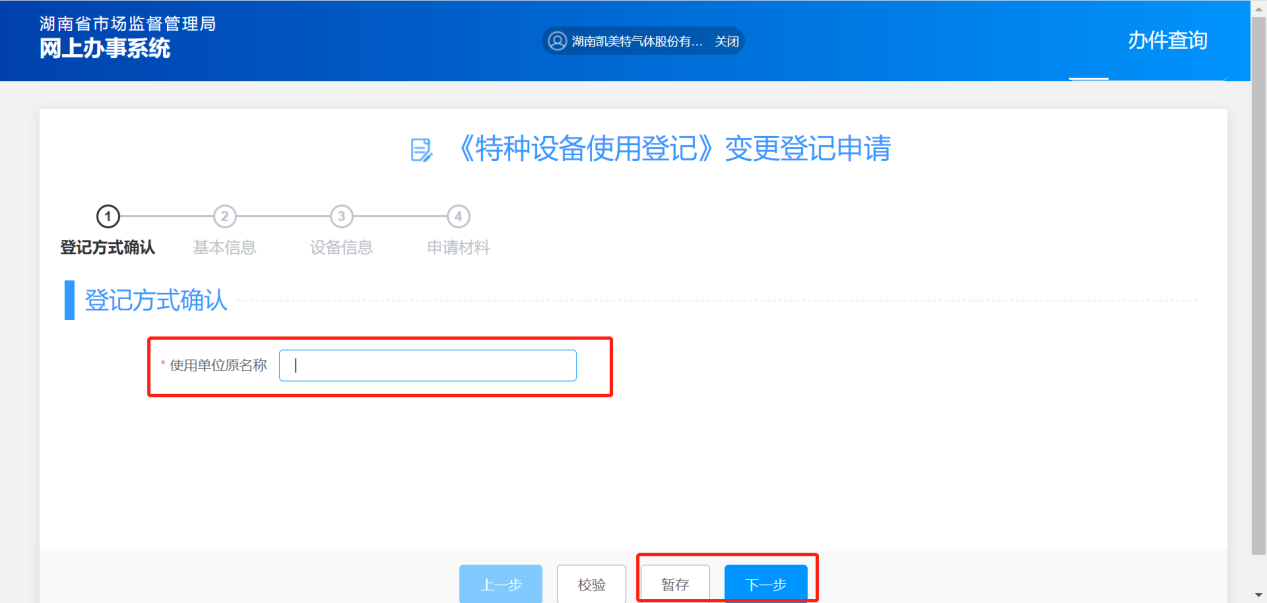 湖南省市场监督管理局
网上办事系统
湖南凯美特气体股份有... 关闭
办件查询
《特种设备使用登记》变更登记申请
1 2 3 4
登记方式确认 基本信息 设备信息 申请材料
登记方式确认
* 使用单位原名称
上一步 校验 暂存 下一步